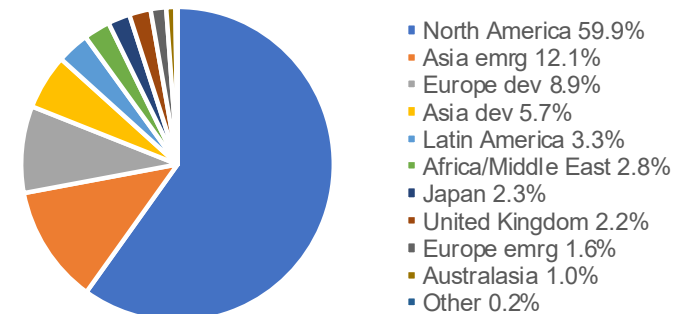 North America 59.9%
Asia emrg 12.1%
Europe dev 8.9%
Asia dev 5.7%
Latin America 3.3%
Africa/Middle East 2.8%
Japan 2.3%
United Kingdom 2.2%
Europe emrg 1.6%
Australasia 1.0%
Other 0.2%